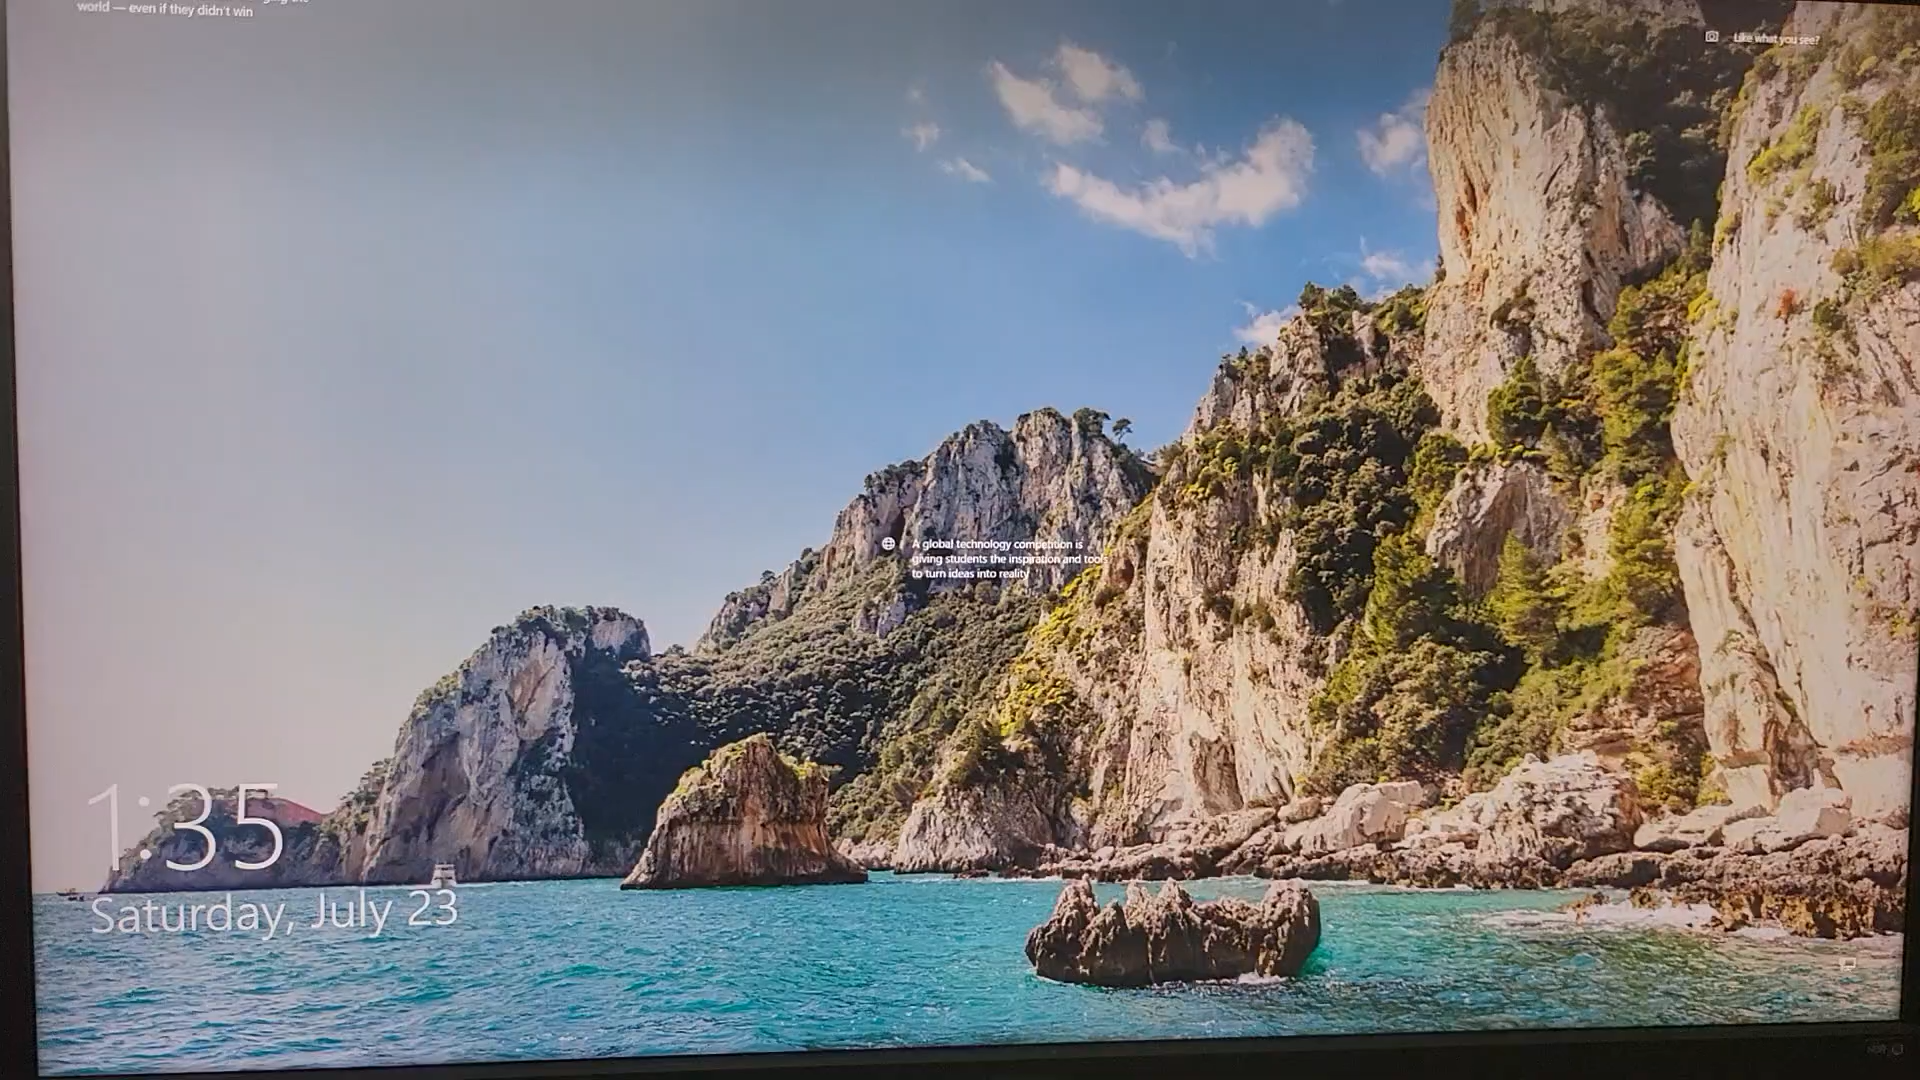 world — even if they didn't win
Like what you see?
A global technology competition is
giving students the inspiration and tools
to turn ideas into reality
1:35
Saturday, July 23